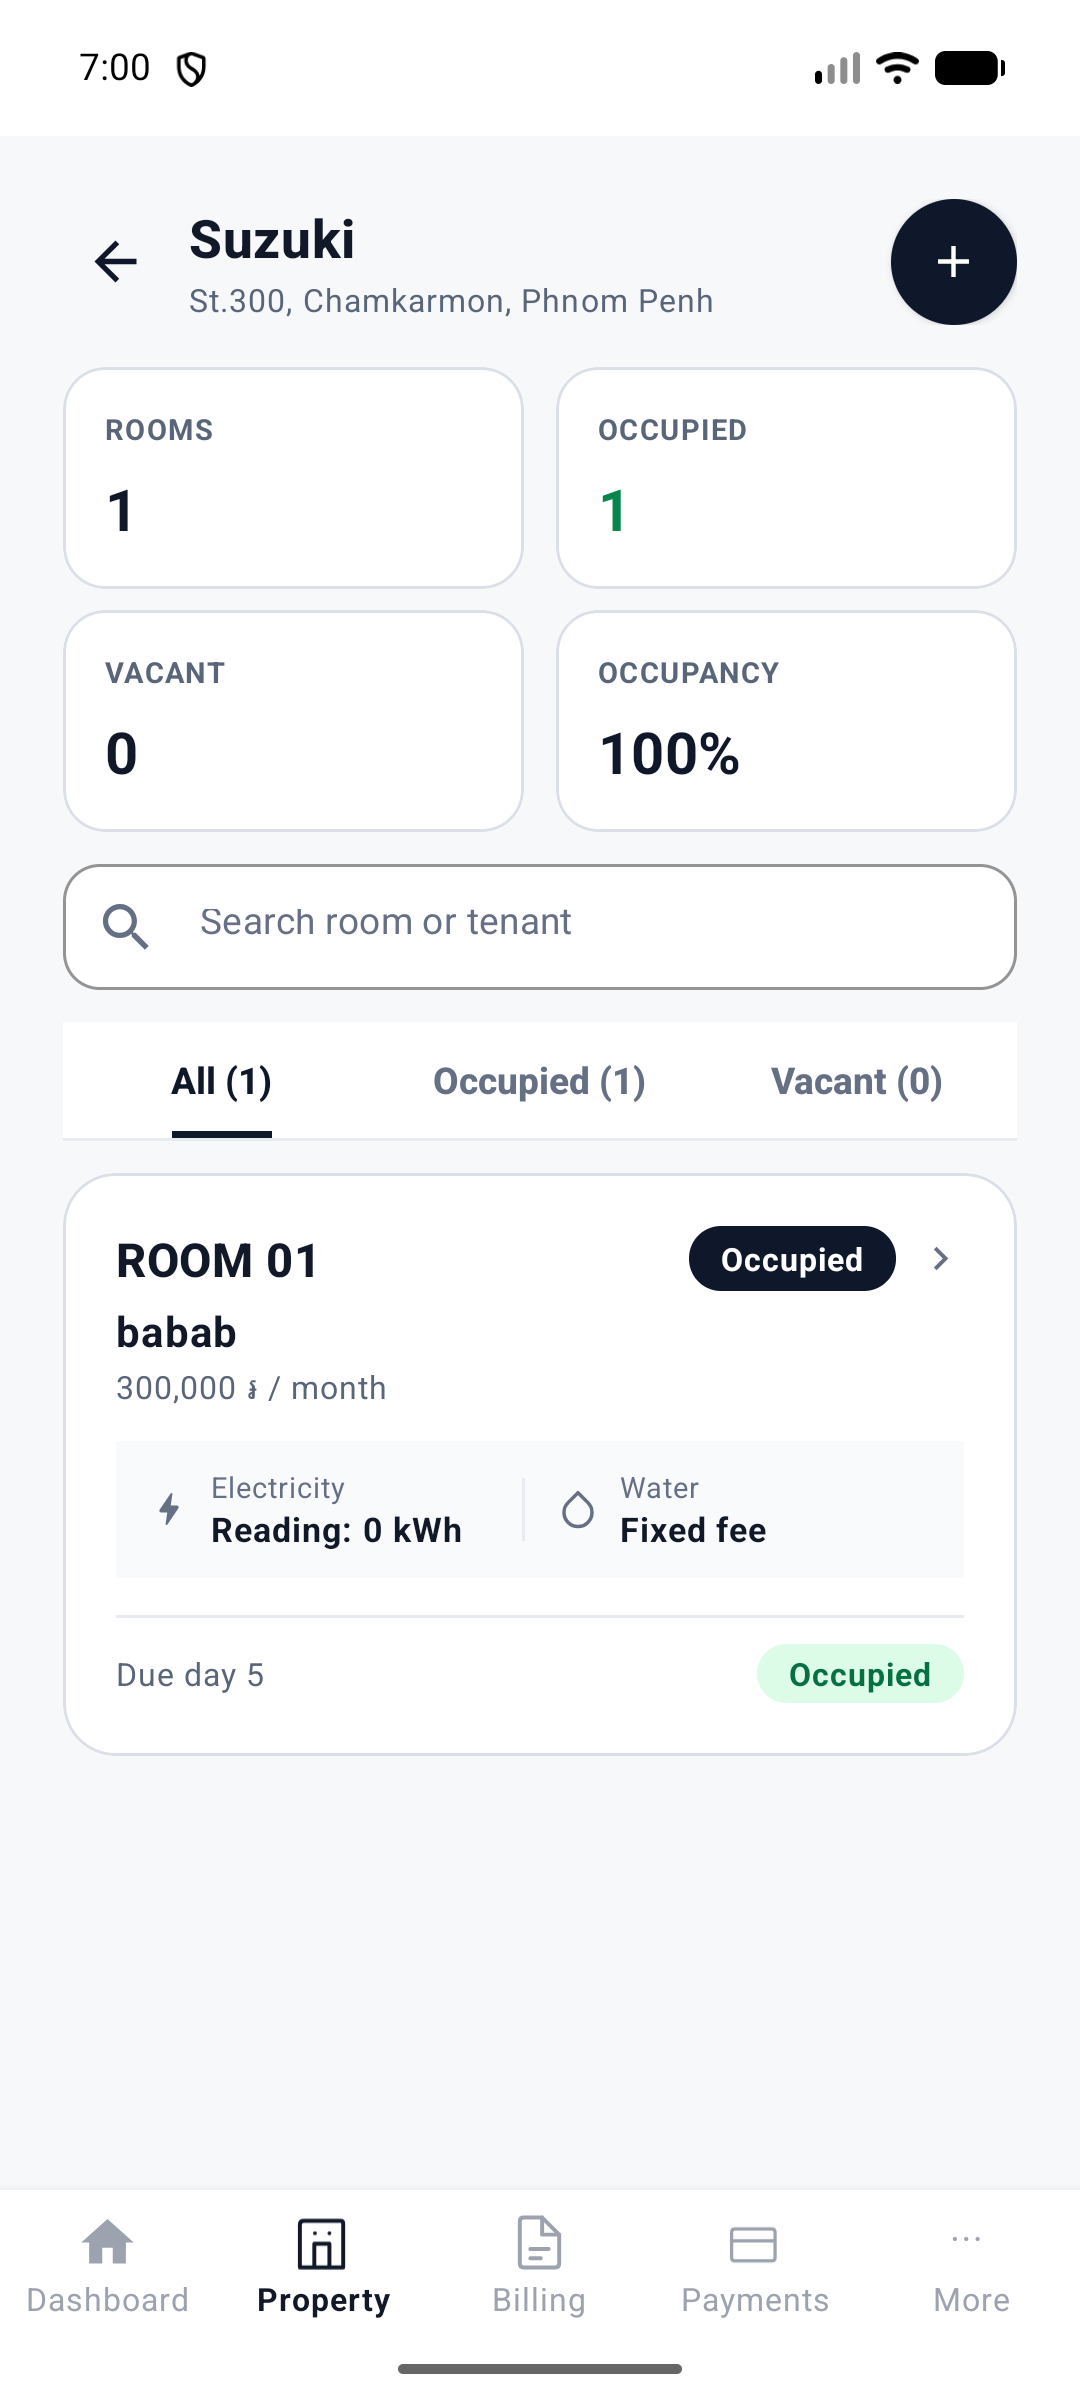 7:00
Suzuki
St.300, Chamkarmon, Phnom Penh
ROOMS
1
OCCUPIED
1
VACANT
0
OCCUPANCY
100%
Search room or tenant
All (1)
Occupied (1)
Vacant (0)
ROOM 01
Occupied
babab
300,000 ៛ / month
Electricity
Reading: 0 kWh
Water
Fixed fee
Due day 5
Occupied
Dashboard
Property
Billing
Payments
More